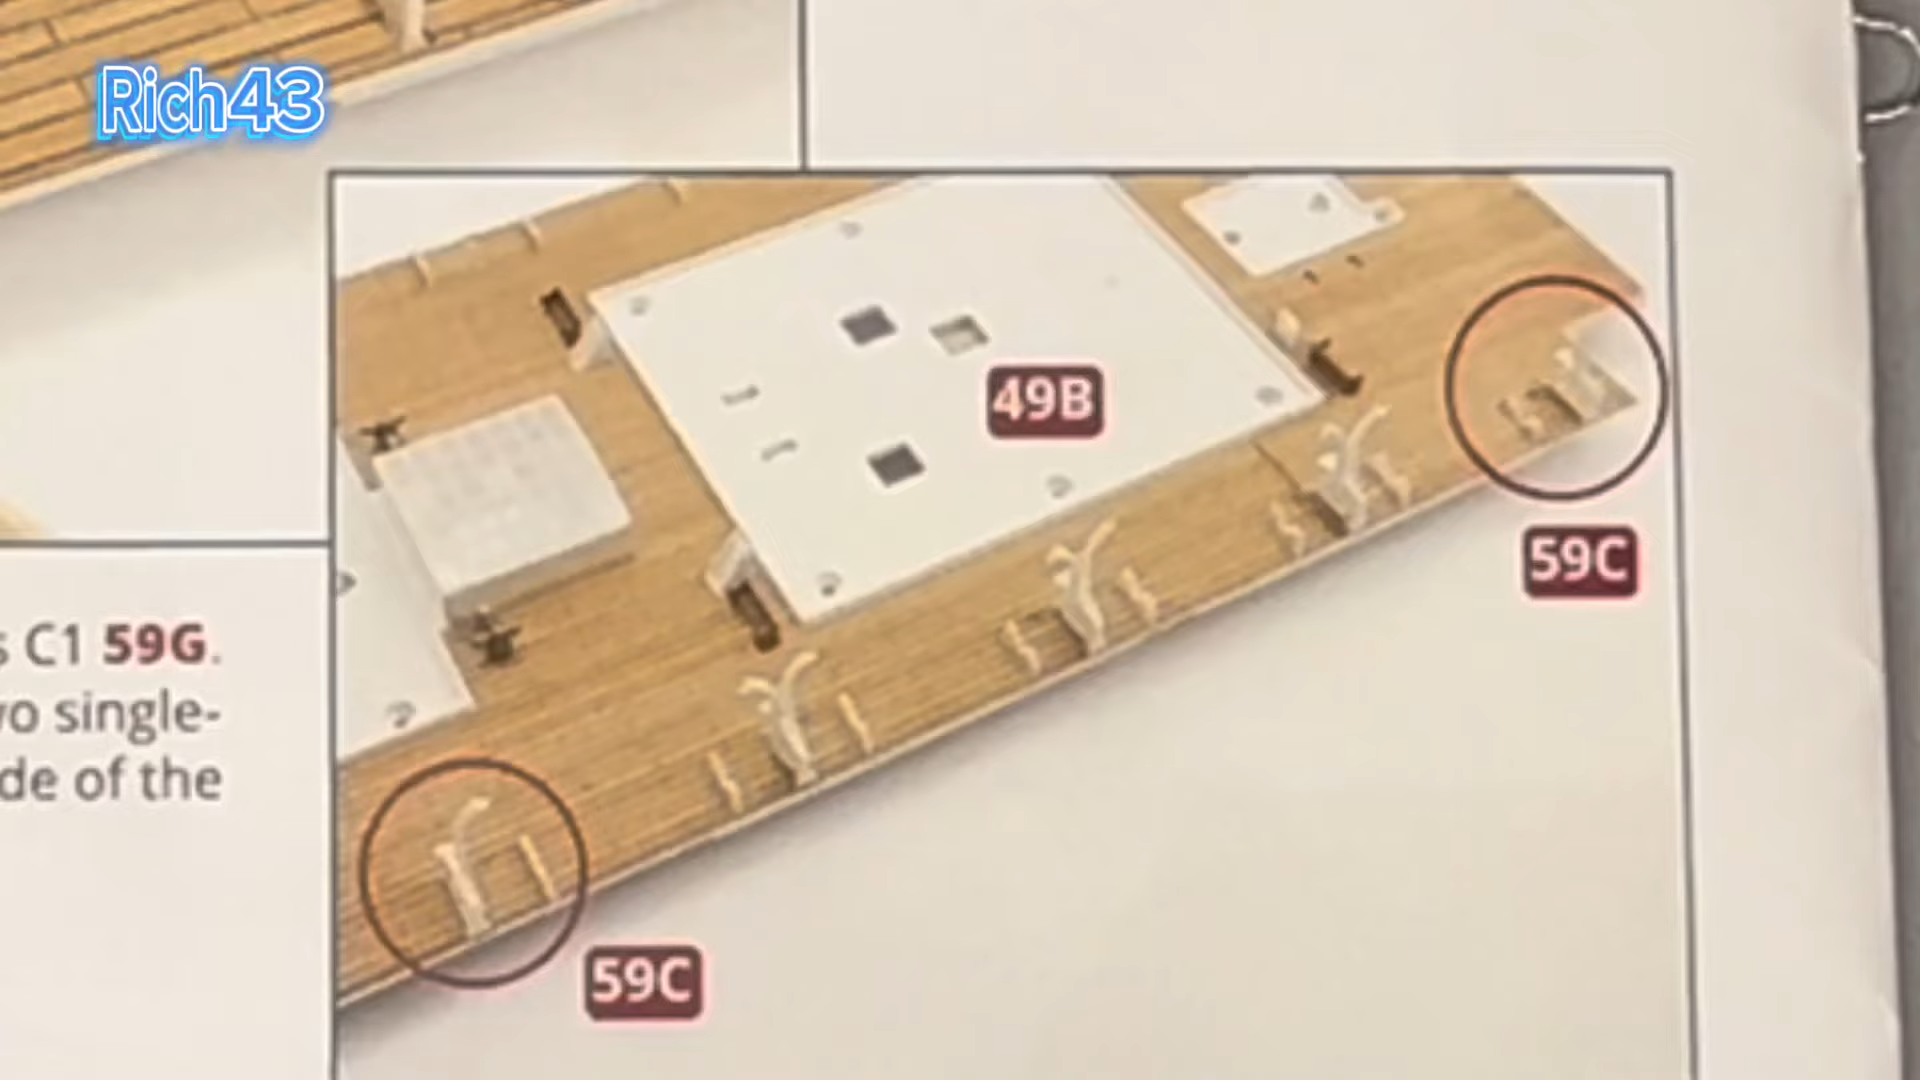 Rich43
49B
59C
s C1 59G.
vo single-
de of the
59C